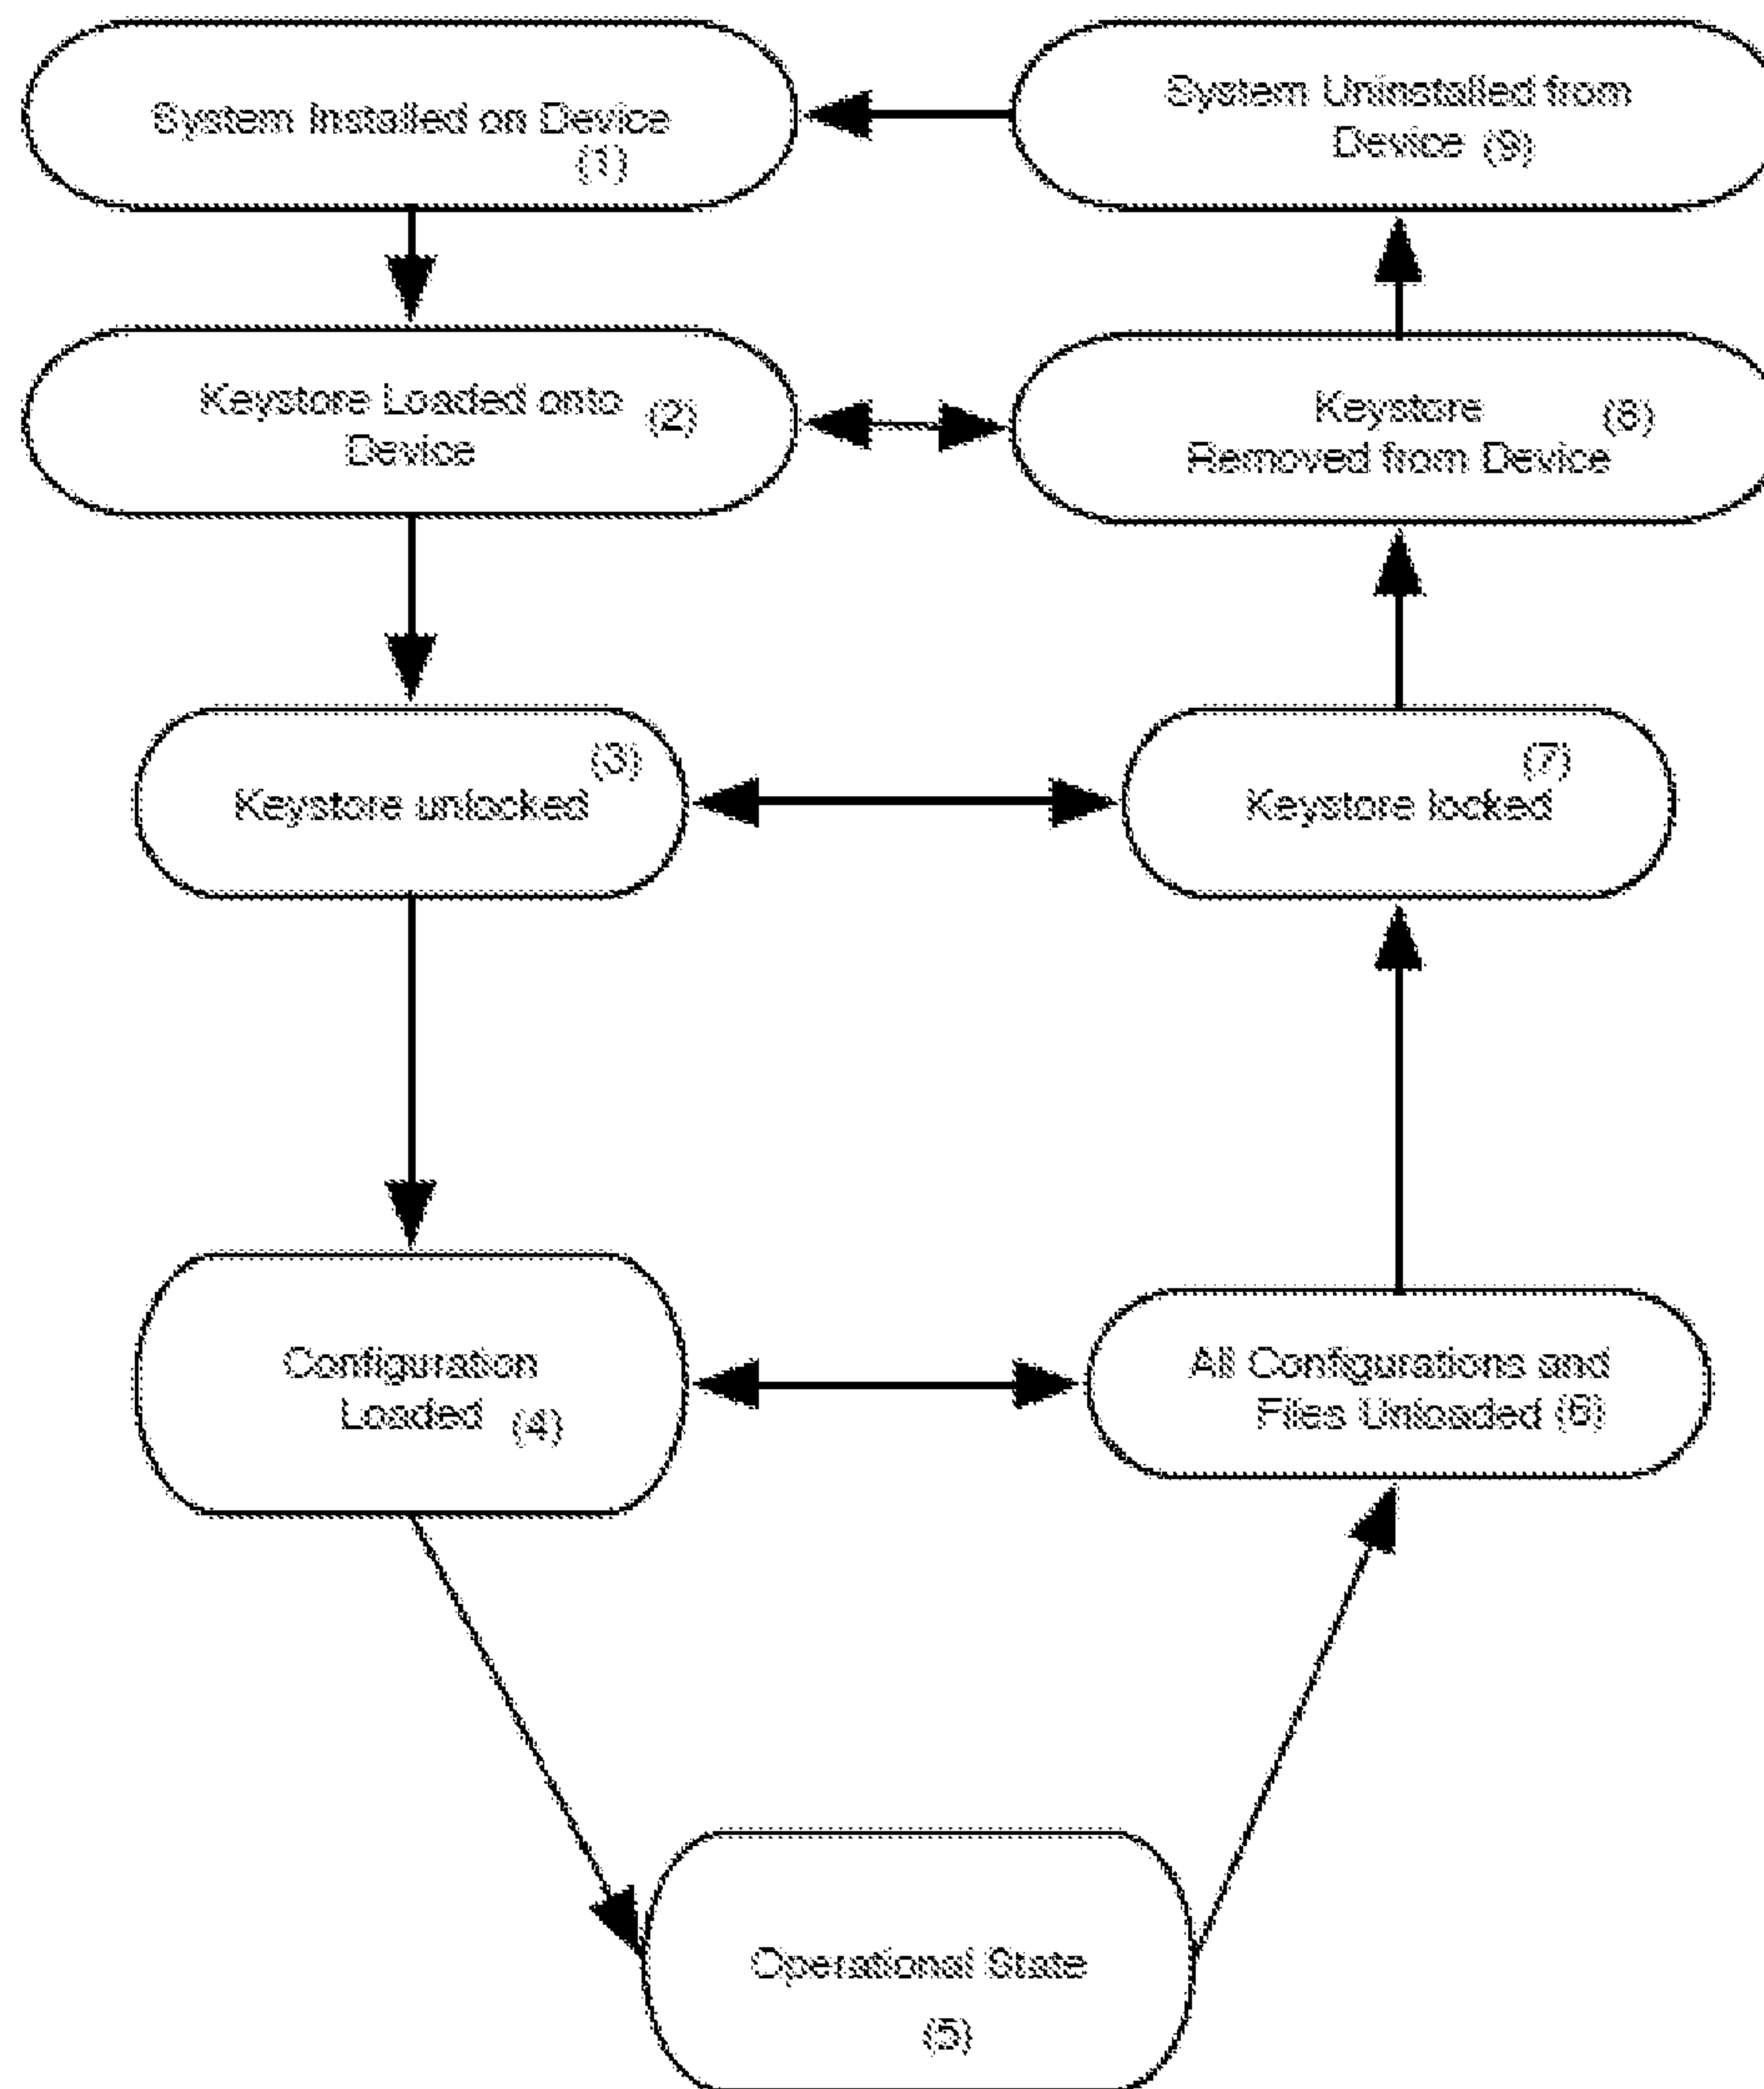 System Installed on Device
(1)
System Uninstalled from
Device (9)
Keystore Loaded onto
Device
(2)
Keystore
Removed from Device
(8)
(3)
Keystore unlocked
(7)
Keystore locked
Configuration
Loaded (4)
All Configurations and
Files Unloaded (6)
Operational State
(5)